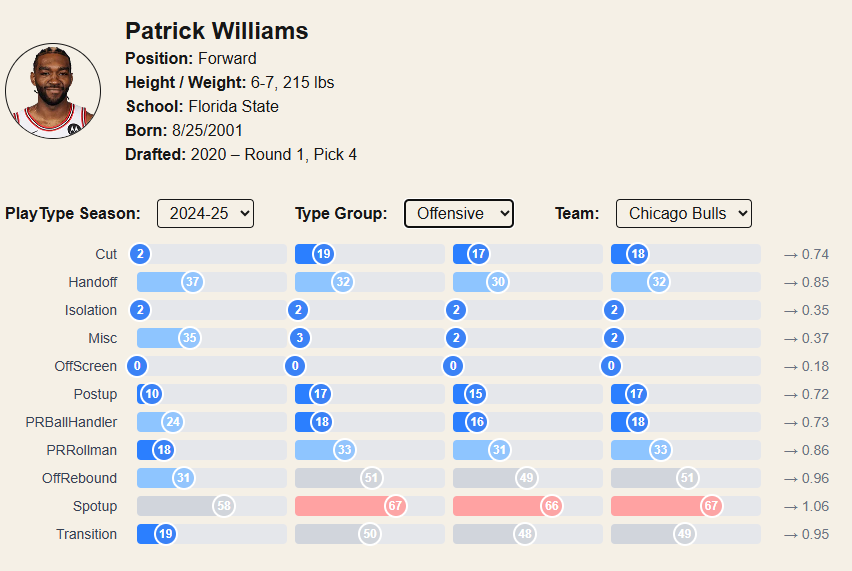 Patrick Williams
Position: Forward
Height / Weight: 6-7, 215 lbs
School: Florida State
Born: 8/25/2001
Drafted: 2020 – Round 1, Pick 4
PlayType Season: 2024-25 Type Group: Offensive Team: Chicago Bulls
Cut 2 19 17 18 → 0.74
Handoff 37 32 30 32 → 0.85
Isolation 2 2 2 2 → 0.35
Misc 35 3 2 2 → 0.37
OffScreen 0 0 0 0 → 0.18
Postup 10 17 15 17 → 0.72
PRBallHandler 24 18 16 18 → 0.73
PRRollman 18 33 31 33 → 0.86
OffRebound 31 51 49 51 → 0.96
Spotup 58 67 66 67 → 1.06
Transition 19 50 48 49 → 0.95